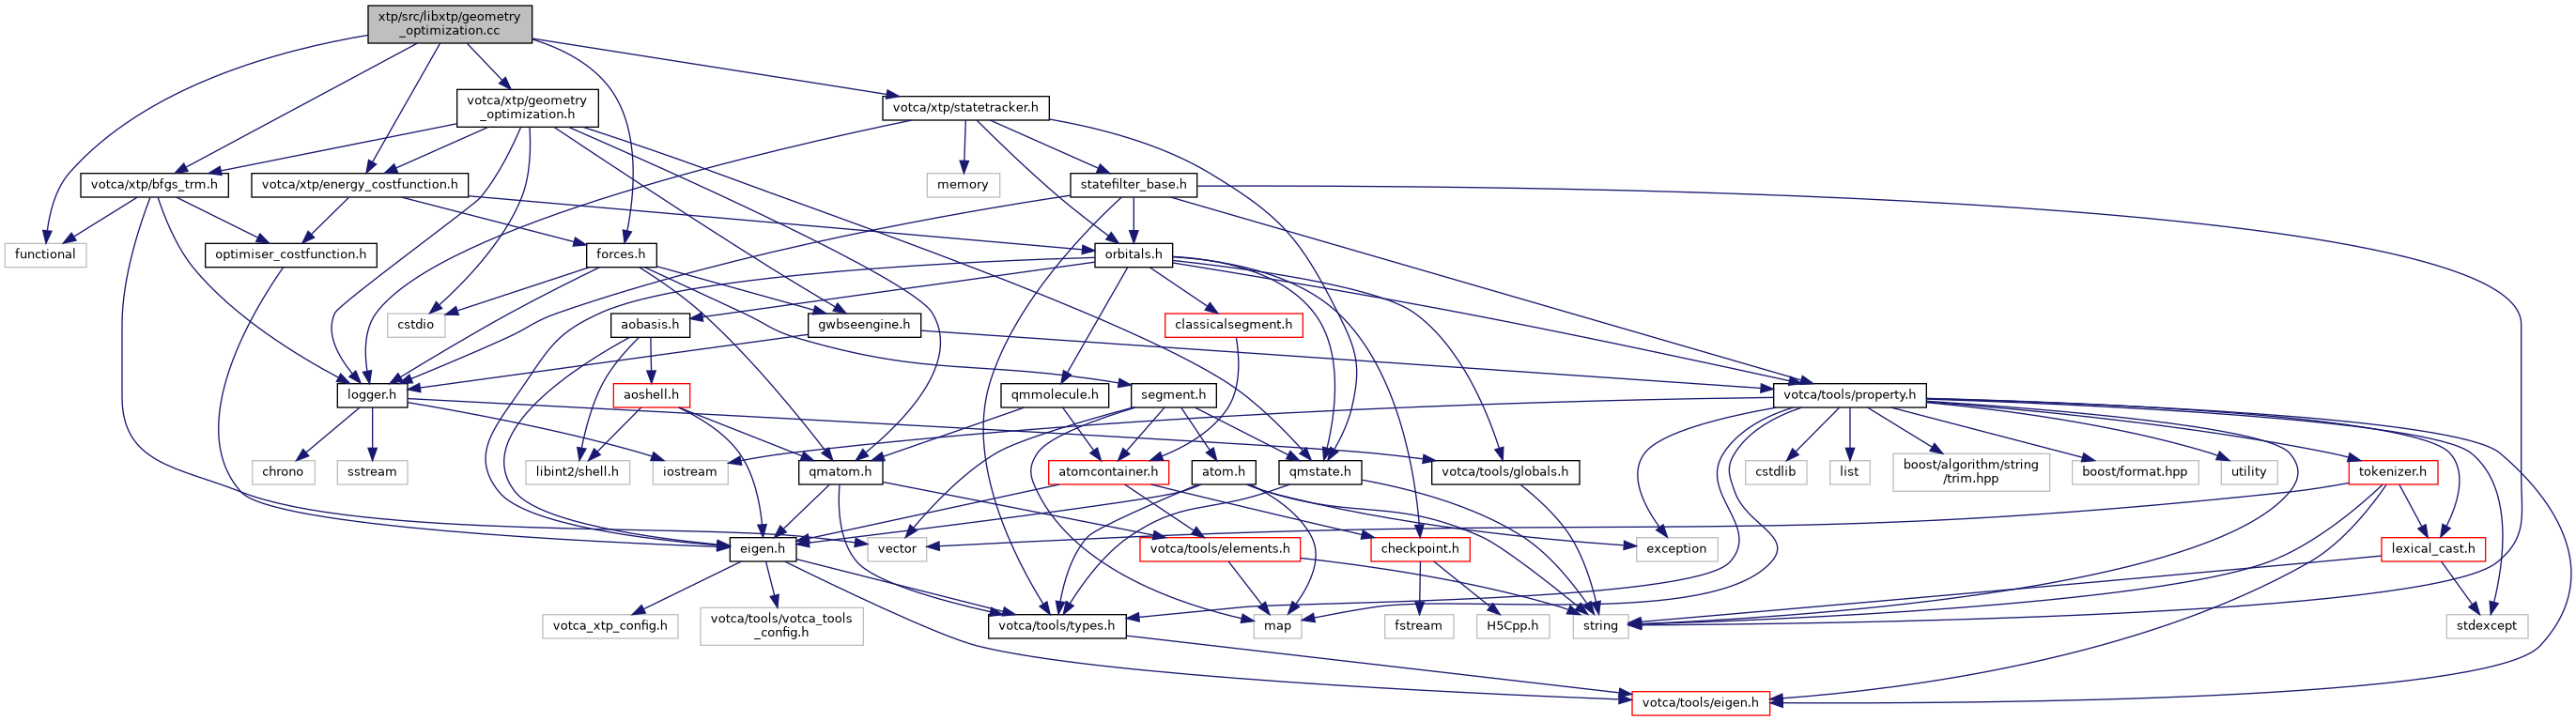 xtp/src/libxtp/geometry
_optimization.cc
votca/xtp/geometry
_optimization.h
votca/xtp/statetracker.h
votca/xtp/bfgs_trm.h
votca/xtp/energy_costfunction.h
memory
statefilter_base.h
functional
optimiser_costfunction.h
forces.h
orbitals.h
cstdio
aobasis.h
gwbseengine.h
classicalsegment.h
logger.h
aoshell.h
qmmolecule.h
segment.h
votca/tools/property.h
chrono
sstream
libint2/shell.h
iostream
qmatom.h
atomcontainer.h
atom.h
qmstate.h
votca/tools/globals.h
cstdlib
list
boost/algorithm/string
/trim.hpp
boost/format.hpp
utility
tokenizer.h
eigen.h
vector
votca/tools/elements.h
checkpoint.h
exception
lexical_cast.h
votca_xtp_config.h
votca/tools/votca_tools
_config.h
votca/tools/types.h
map
fstream
H5Cpp.h
string
stdexcept
votca/tools/eigen.h